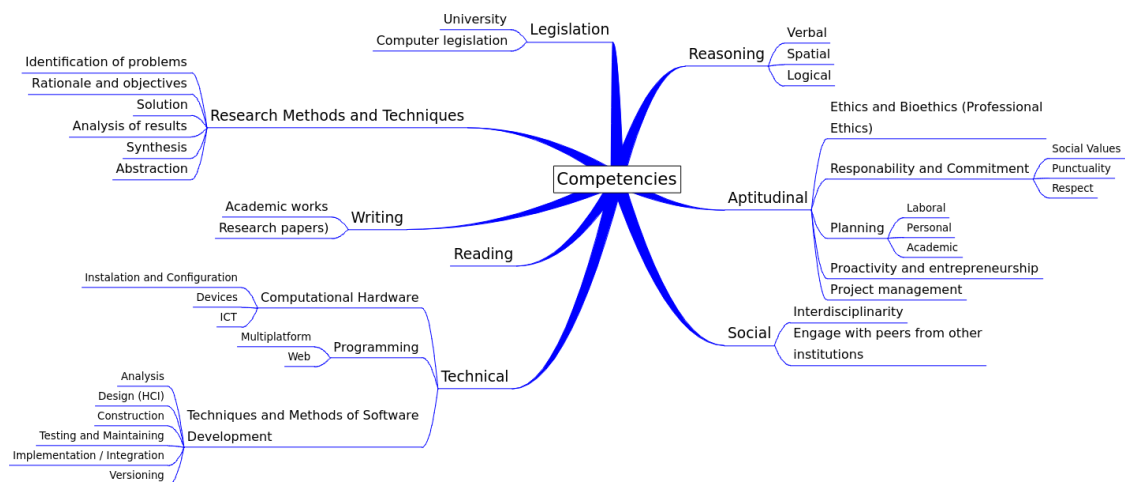 University
Legislation
Computer legislation
Reasoning
Verbal
Spatial
Logical
Identification of problems
Rationale and objectives
Solution
Research Methods and Techniques
Analysis of results
Synthesis
Abstraction
Ethics and Bioethics (Professional
Ethics)
Responability and Commitment
Social Values
Punctuality
Respect
Competencies
Aptitudinal
Planning
Laboral
Personal
Academic
Proactivity and entrepreneurship
Project management
Academic works
Writing
Research papers)
Reading
Social
Interdisciplinarity
Engage with peers from other
institutions
Instalation and Configuration
Computational Hardware
Devices
ICT
Multiplatform
Programming
Web
Technical
Analysis
Design (HCI)
Construction
Techniques and Methods of Software
Development
Testing and Maintaining
Implementation / Integration
Versioning